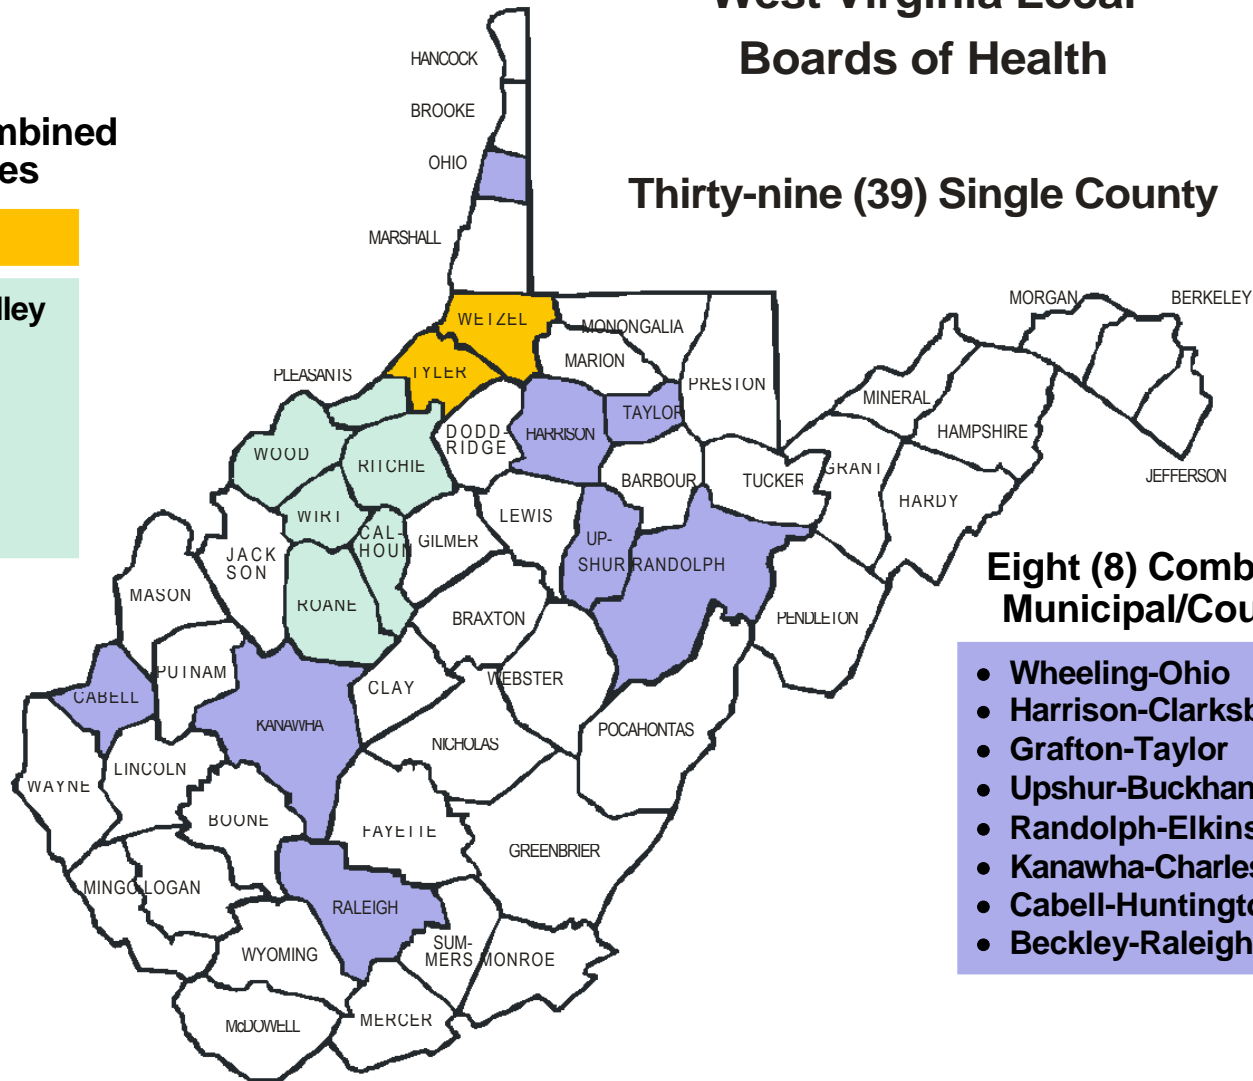 West Virginia Local
Boards of Health
Thirty-nine (39) Single County
HANCOCK
BROOKE
OHIO
MARSHALL
WETZEL
TYLER
PLEASANTS
MONONGALIA
MARION
PRESTON
MORGAN
BERKELEY
MINERAL
HAMPSHIRE
JEFFERSON
WOOD
RITCHIE
DODD-
RIDGE
HARRISON
TAYLOR
BARBOUR
TUCKER
GRANT
HARDY
WIRT
CAL-
HOUN
GILMER
LEWIS
UP-
SHUR
RANDOLPH
JACK
SON
MASON
ROANE
BRAXTON
PENDLETON
PUTNAM
CABELL
KANAWHA
CLAY
WEBSTER
NICHOLAS
POCAHONTAS
WAYNE
LINCOLN
BOONE
FAYETTE
GREENBRIER
MINGO
LOGAN
RALEIGH
WYOMING
SUM-
MERS
MONROE
McDOWELL
MERCER
Eight (8) Comb
Municipal/Cou
• Wheeling-Ohio
• Harrison-Clarksb
• Grafton-Taylor
• Upshur-Buckhan
• Randolph-Elkins
• Kanawha-Charles
• Cabell-Huntingto
• Beckley-Raleigh